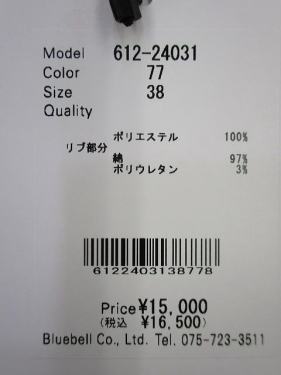 Model 612-24031
Color 77
Size 38
Quality
ポリエステル 100%
リブ部分
綿 97%
ポリウレタン 3%
6122403138778
Price ¥15,000
(税込 ¥16,500)
Bluebell Co., Ltd. Tel. 075-723-3511